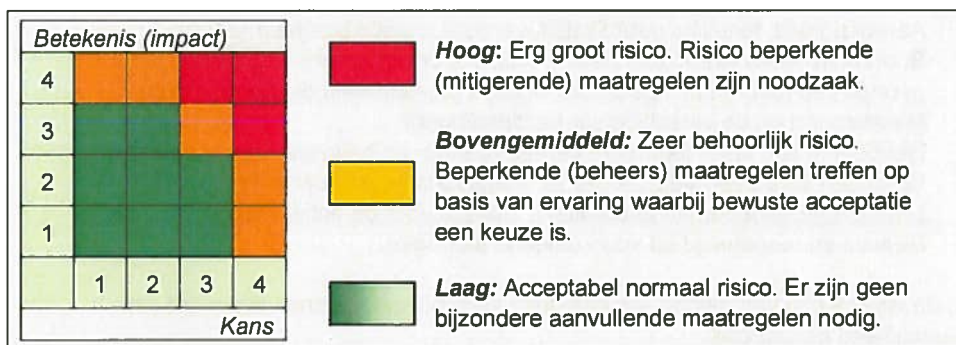 Betekenis (impact)
4
3
2
1
1 2 3 4
Kans
Hoog: Erg groot risico. Risico beperkende
(mitigerende) maatregelen zijn noodzaak.
Bovengemiddeld: Zeer behoorlijk risico.
Beperkende (beheers) maatregelen treffen op
basis van ervaring waarbij bewuste acceptatie
een keuze is.
Laag: Acceptabel normaal risico. Er zijn geen
bijzondere aanvullende maatregelen nodig.